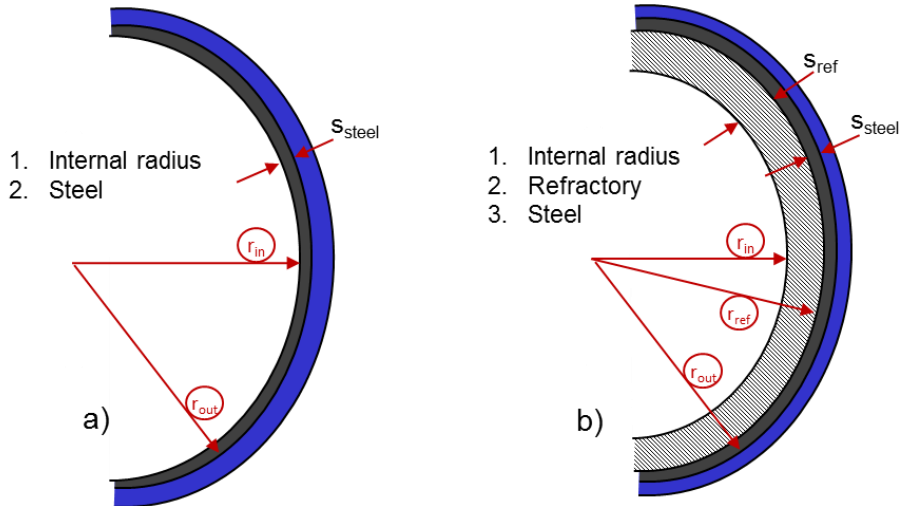 s_steel
1. Internal radius
2. Steel
r_in
r_out
a)
s_ref
s_steel
1. Internal radius
2. Refractory
3. Steel
r_in
r_ref
r_out
b)